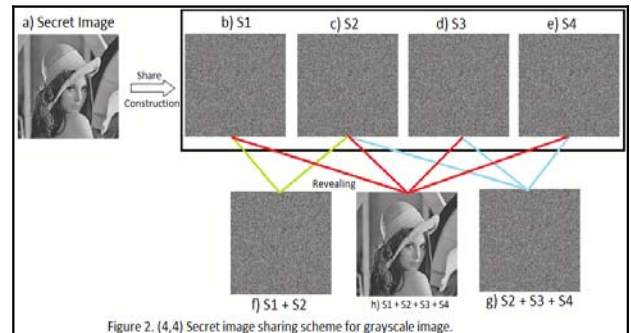 a) Secret Image
b) S1
c) S2
d) S3
e) S4
Share
Construction
Revealing
f) S1 + S2
h) S1 + S2 + S3 + S4
g) S2 + S3 + S4
Figure 2. (4,4) Secret image sharing scheme for grayscale image.